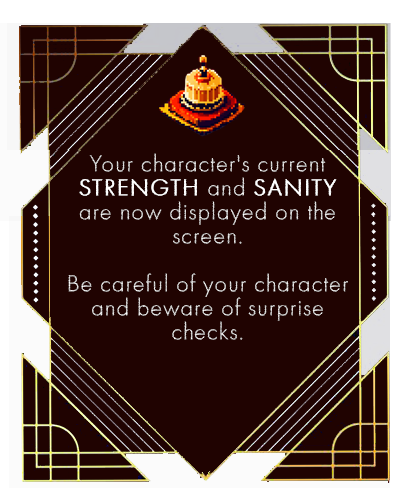 Your character's current
STRENGTH and SANITY
are now displayed on the
screen.
Be careful of your character
and beware of surprise
checks.